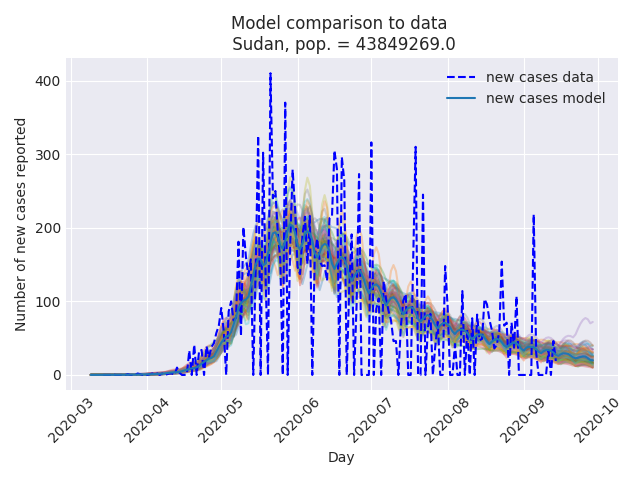 Model comparison to data
Sudan, pop. = 43849269.0
new cases data
new cases model
Number of new cases reported
400
300
200
100
0
2020-03
2020-04
2020-05
2020-06
2020-07
2020-08
2020-09
2020-10
Day